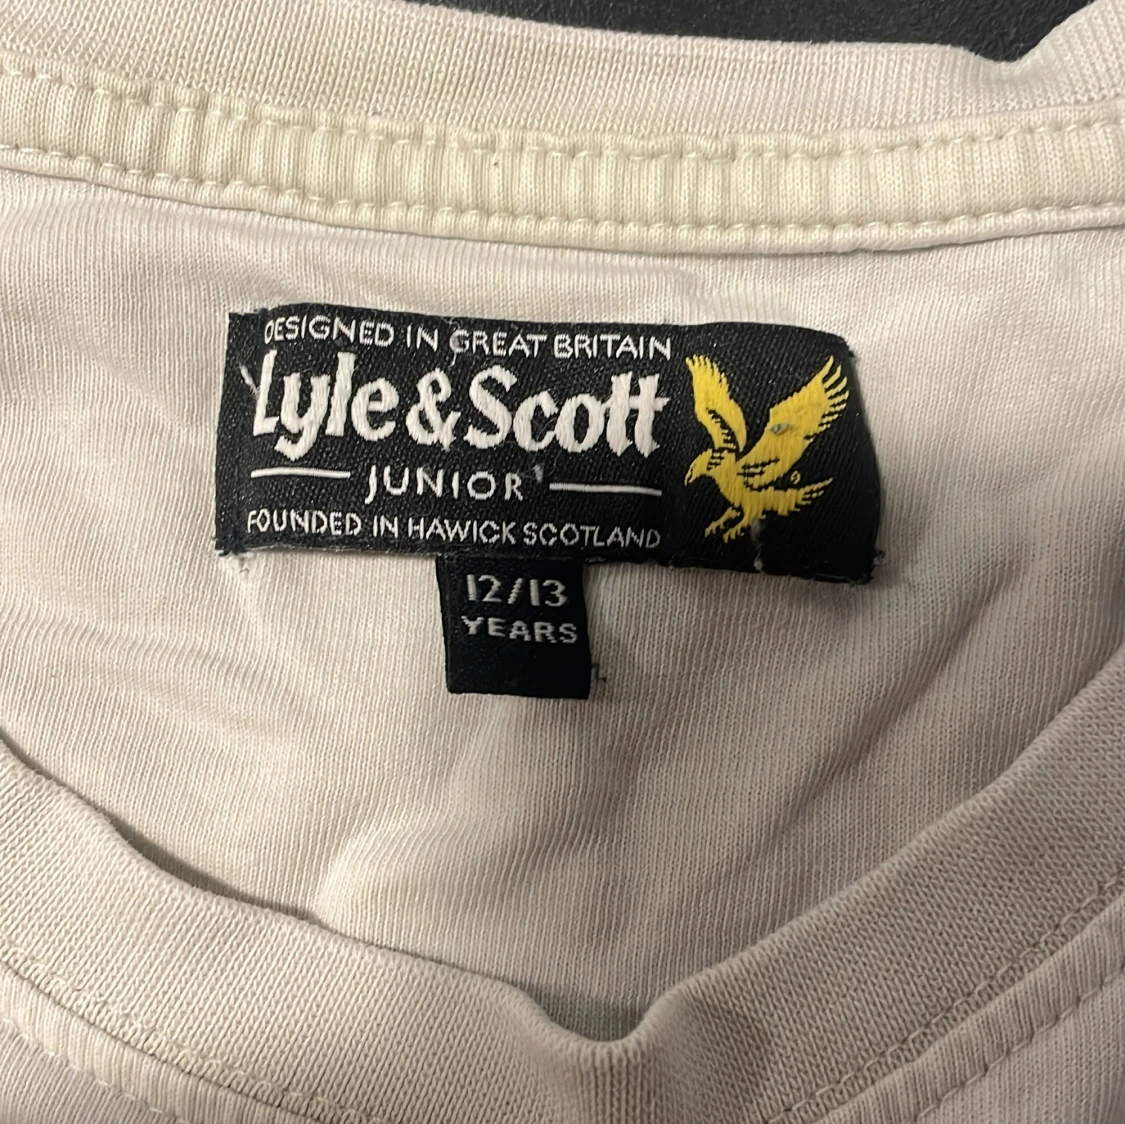 DESIGNED IN GREAT BRITAIN
Lyle & Scott
JUNIOR
FOUNDED IN HAWICK SCOTLAND
12/13
YEARS